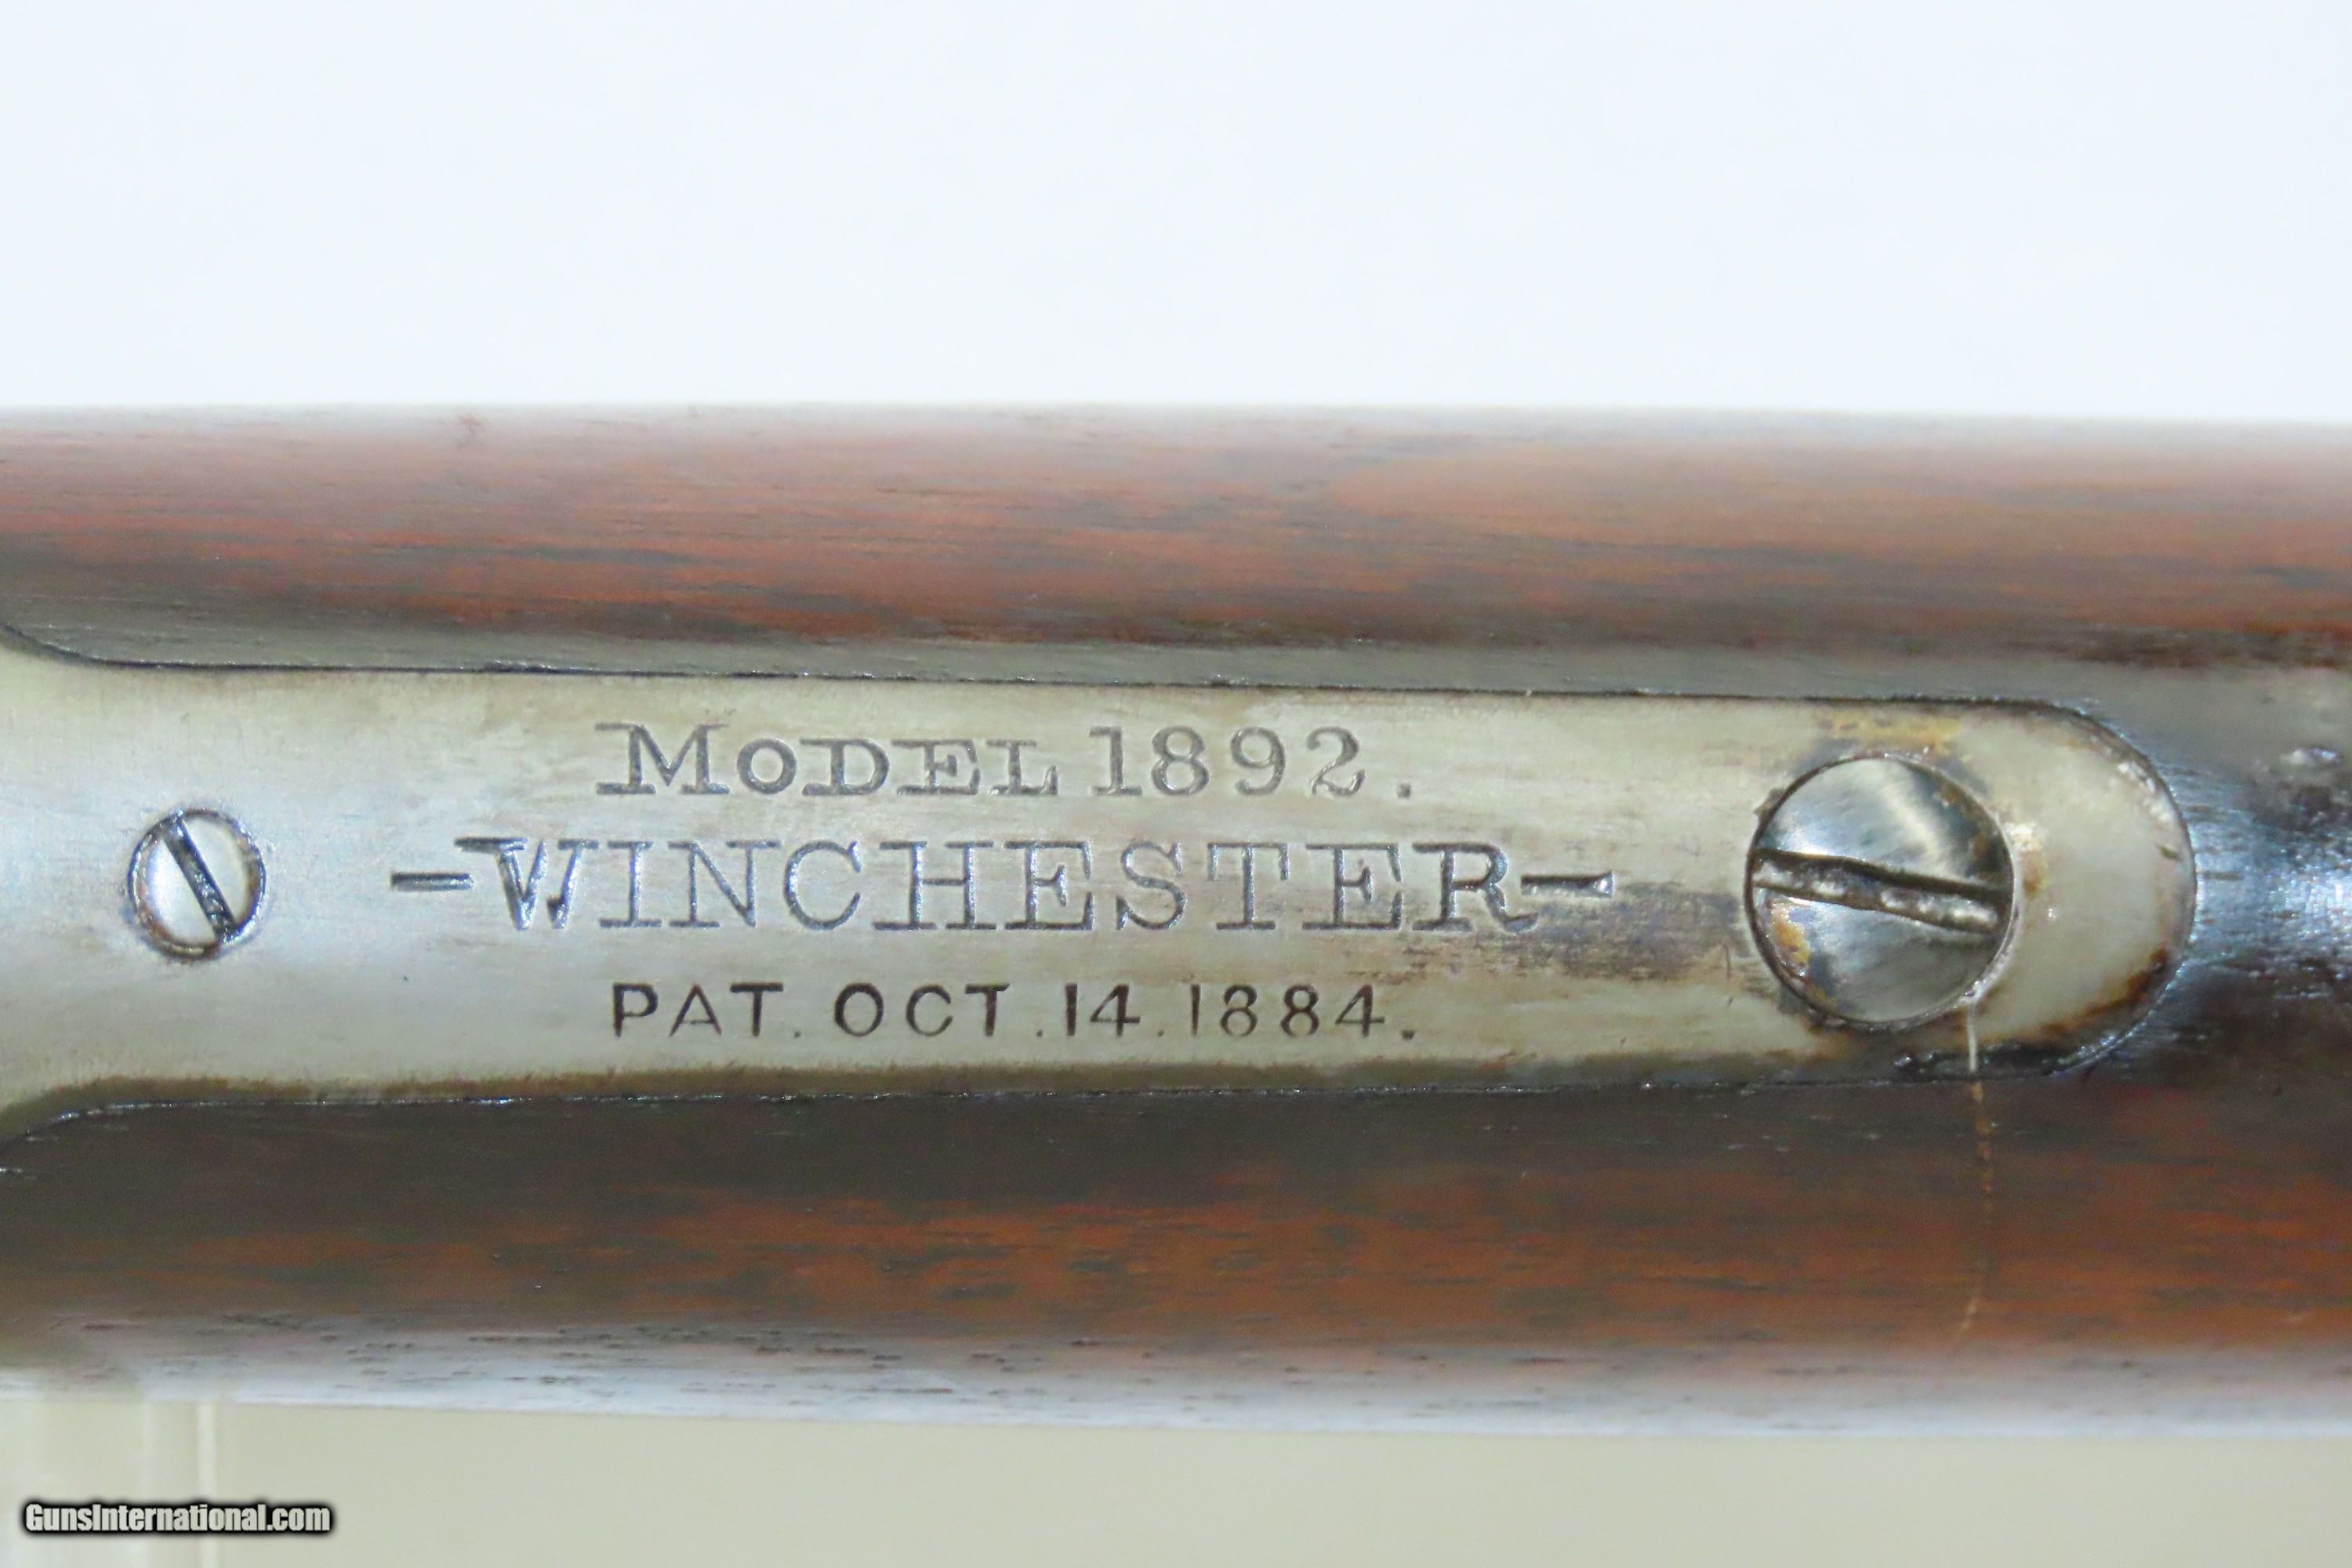 MODEL 1892.
-WINCHESTER-
PAT. OCT. 14. 1884.
GunsInternational.com